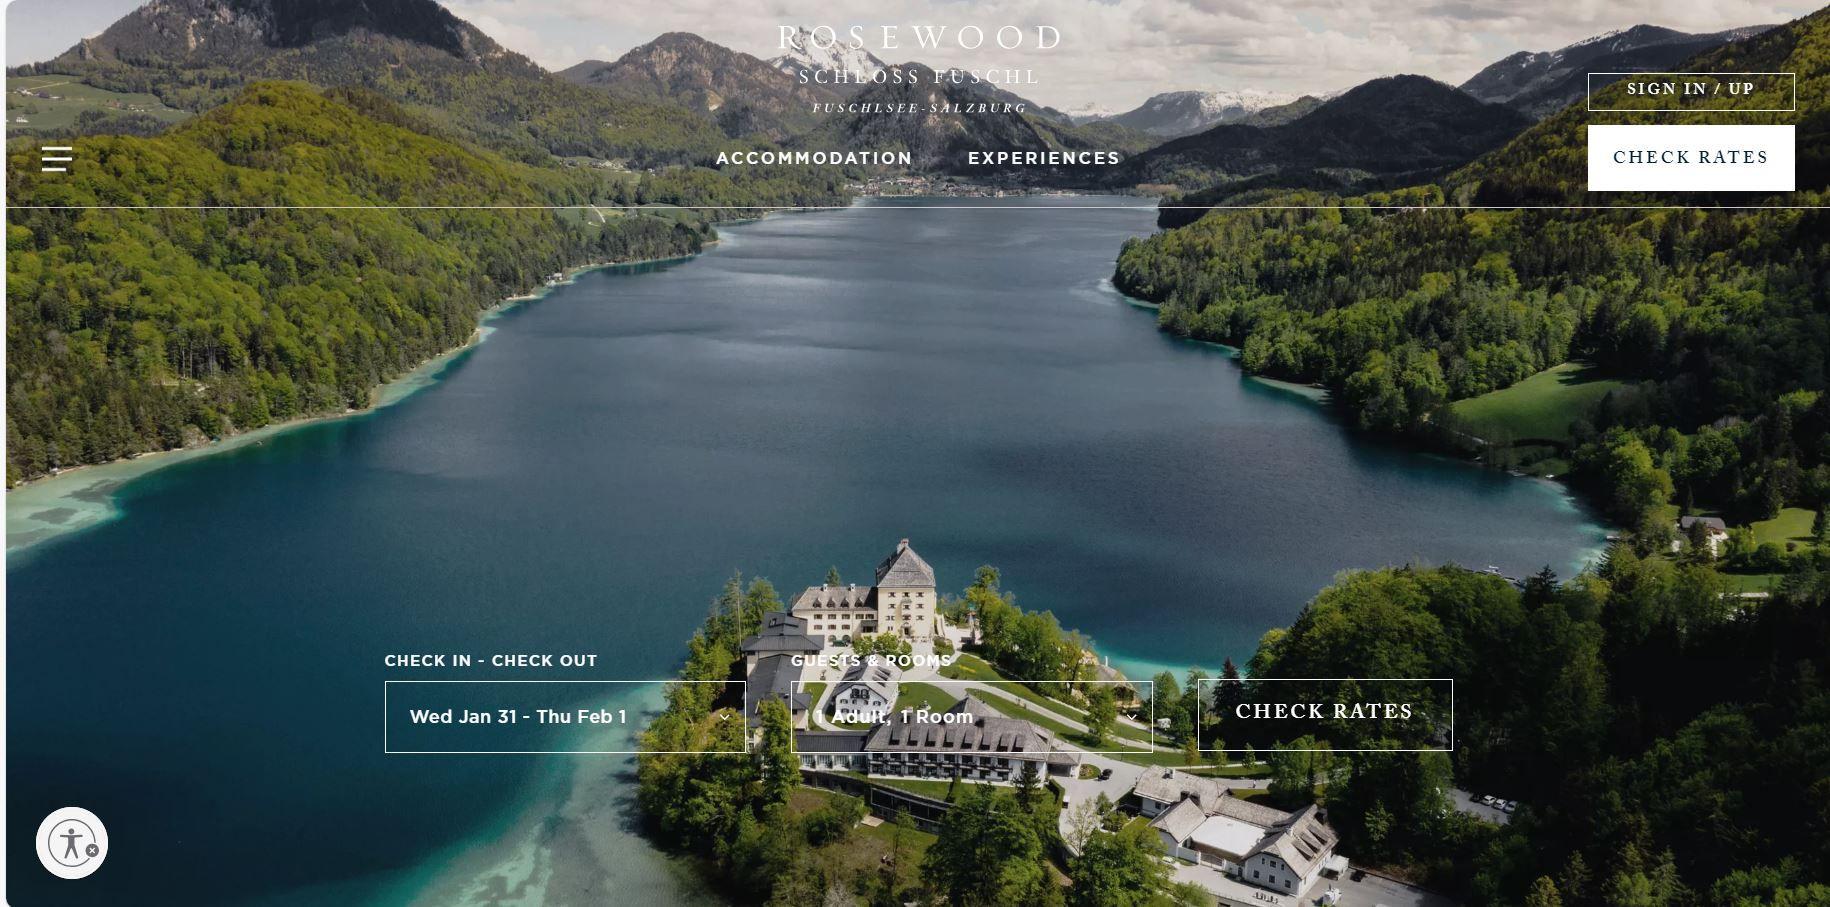 ROSEWOOD
SCHLOSS FUSCHL
FUSCHLSEE-SALZBURG
SIGN IN / UP
ACCOMMODATION
EXPERIENCES
CHECK RATES
CHECK IN - CHECK OUT
GUESTS & ROOMS
Wed Jan 31 - Thu Feb 1
1 Adult, 1 Room
CHECK RATES